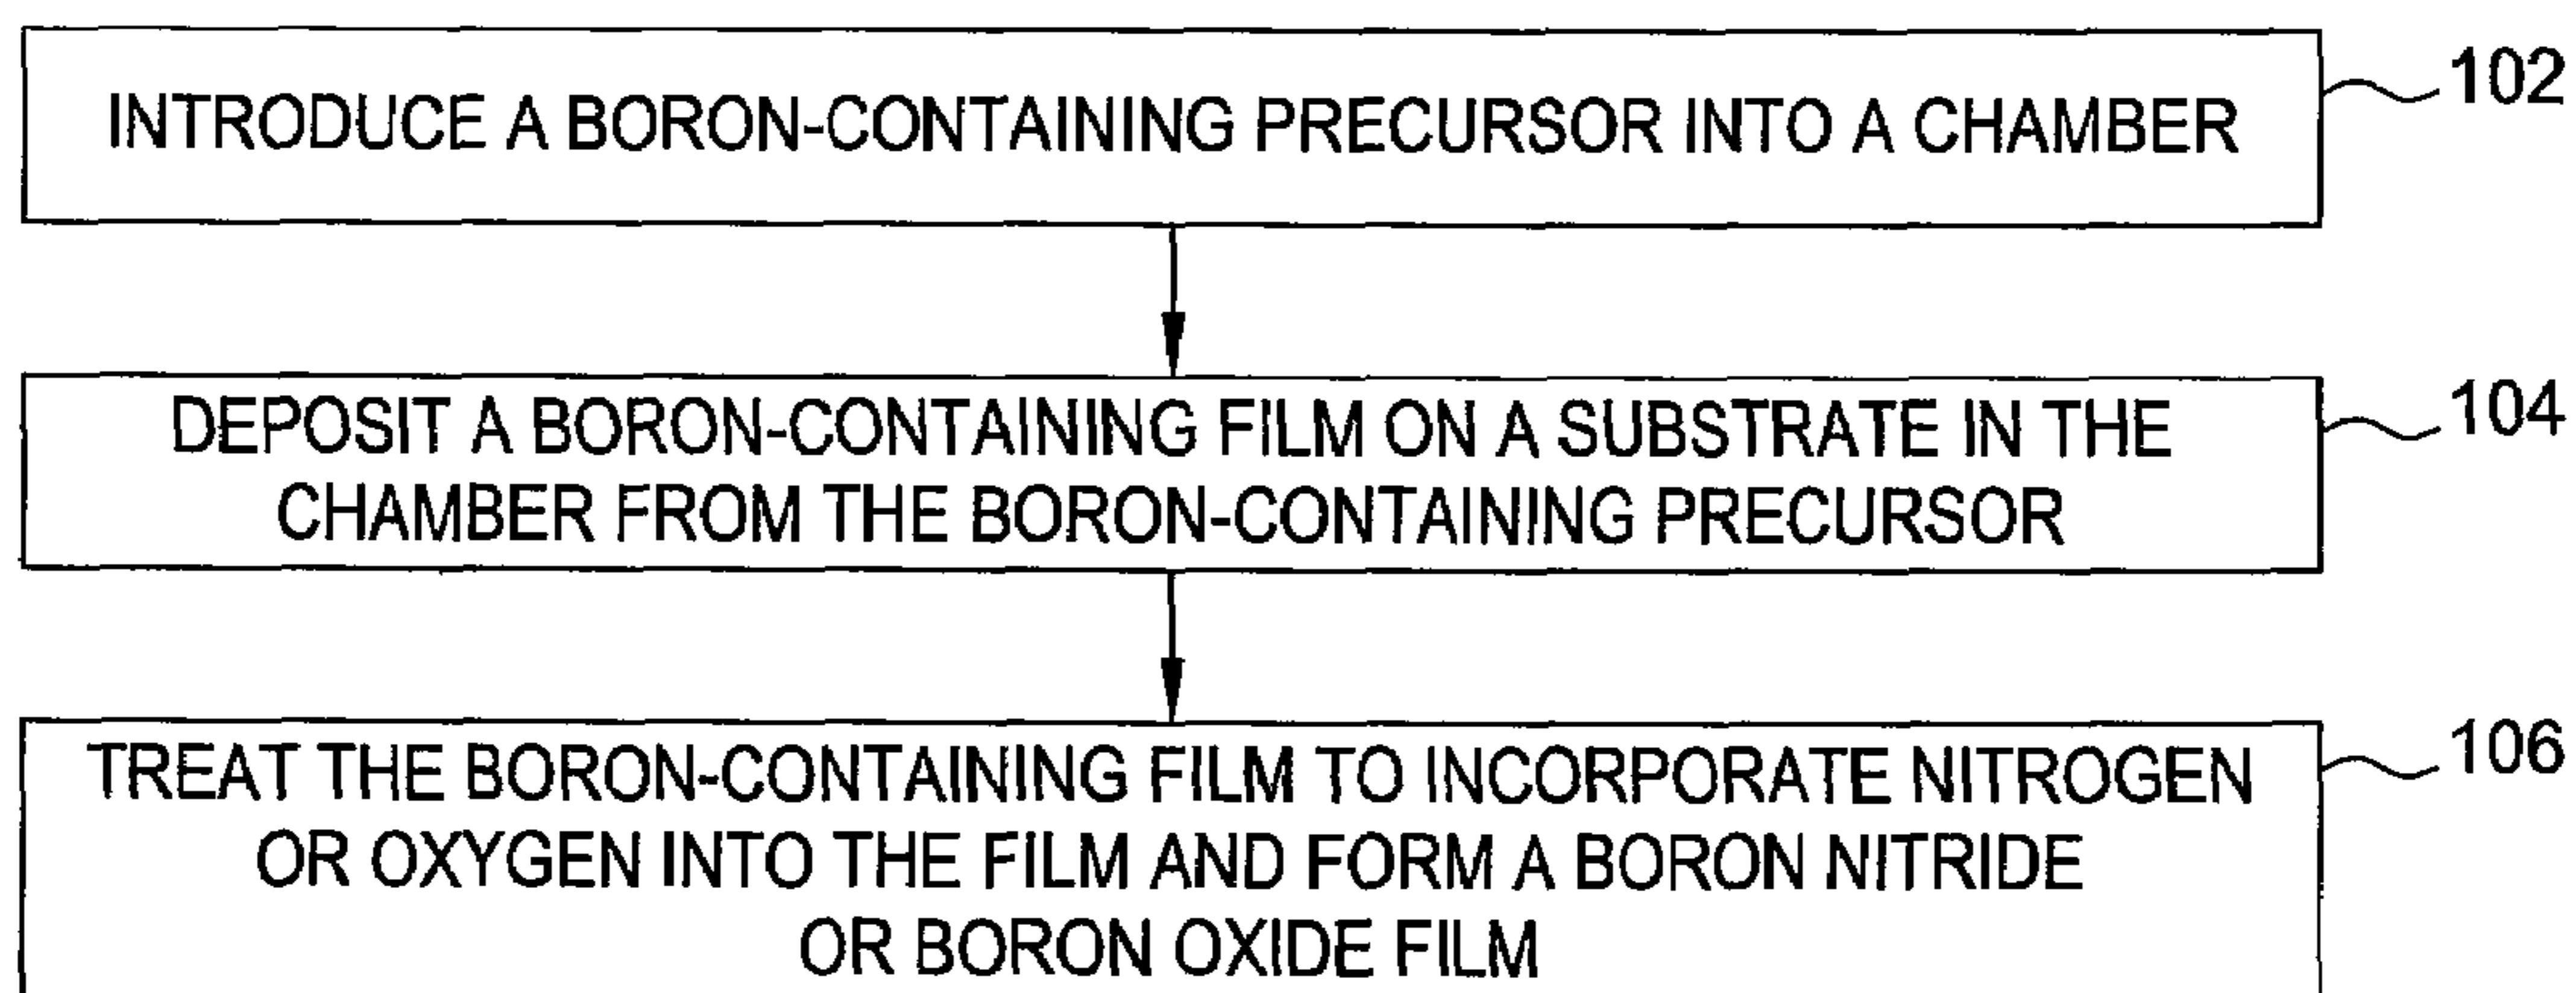 INTRODUCE A BORON-CONTAINING PRECURSOR INTO A CHAMBER
102
DEPOSIT A BORON-CONTAINING FILM ON A SUBSTRATE IN THE
CHAMBER FROM THE BORON-CONTAINING PRECURSOR
104
TREAT THE BORON-CONTAINING FILM TO INCORPORATE NITROGEN
OR OXYGEN INTO THE FILM AND FORM A BORON NITRIDE
OR BORON OXIDE FILM
106